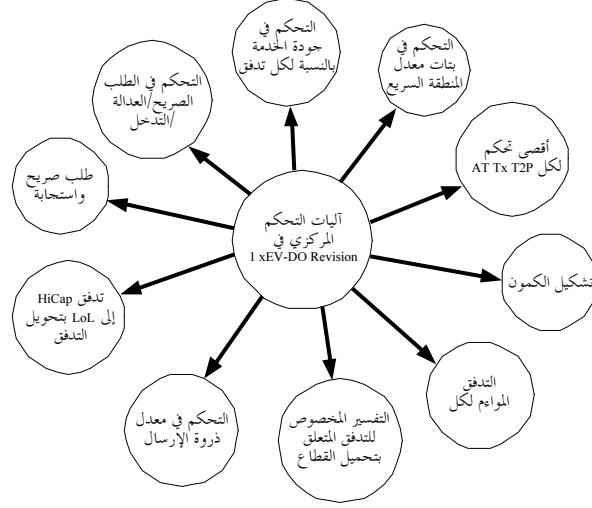 التحكم في
جودة الخدمة
بالنسبة لكل تدفق
التحكم في
بتات معدل
المنطقة السريع
أقصى تحكم
لكل AT Tx T2P
تشكيل الكمون
التدفق
المواءم لكل
التفسير المخصوص
للتدفق المتعلق
بتحميل القطاع
التحكم في معدل
ذروة الإرسال
تدفق HiCap
إلى LoL بتحويل
التدفق
طلب صريح
واستجابة
التحكم في الطلب
الصريح/العدالة
/التدخل
آليات التحكم
المركزي في
1 xEV-DO Revision